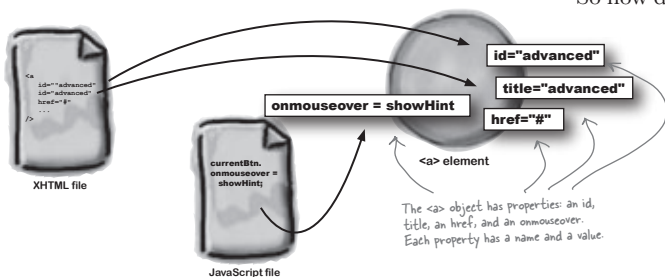 So how d
<a
id=""advanced"
id="advanced"
href="#"
...
/>
XHTML file
currentBtn.
onmouseover =
showHint;
JavaScript file
id="advanced"
title="advanced"
onmouseover = showHint
href="#"
<a> element
The <a> object has properties: an id,
title, an href, and an onmouseover.
Each property has a name and a value.